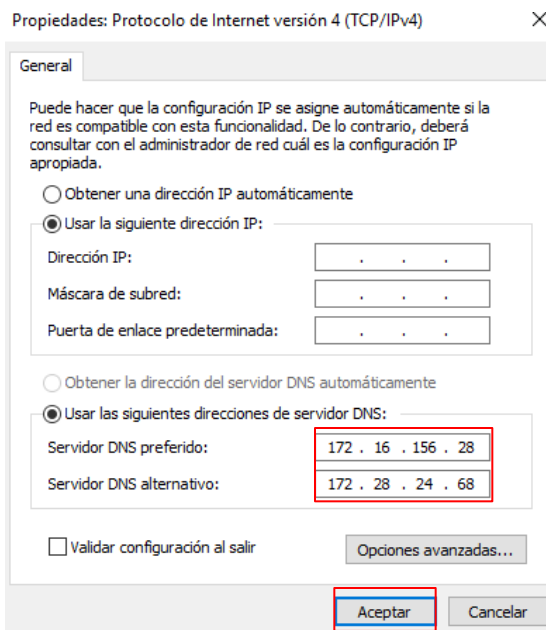 Propiedades: Protocolo de Internet versión 4 (TCP/IPv4)
General
Puede hacer que la configuración IP se asigne automáticamente si la
red es compatible con esta funcionalidad. De lo contrario, deberá
consultar con el administrador de red cuál es la configuración IP
apropiada.
Obtener una dirección IP automáticamente
Usar la siguiente dirección IP:
Dirección IP: . . .
Máscara de subred: . . .
Puerta de enlace predeterminada: . . .
Obtener la dirección del servidor DNS automáticamente
Usar las siguientes direcciones de servidor DNS:
Servidor DNS preferido: 172 . 16 . 156 . 28
Servidor DNS alternativo: 172 . 28 . 24 . 68
Validar configuración al salir Opciones avanzadas...
Aceptar Cancelar